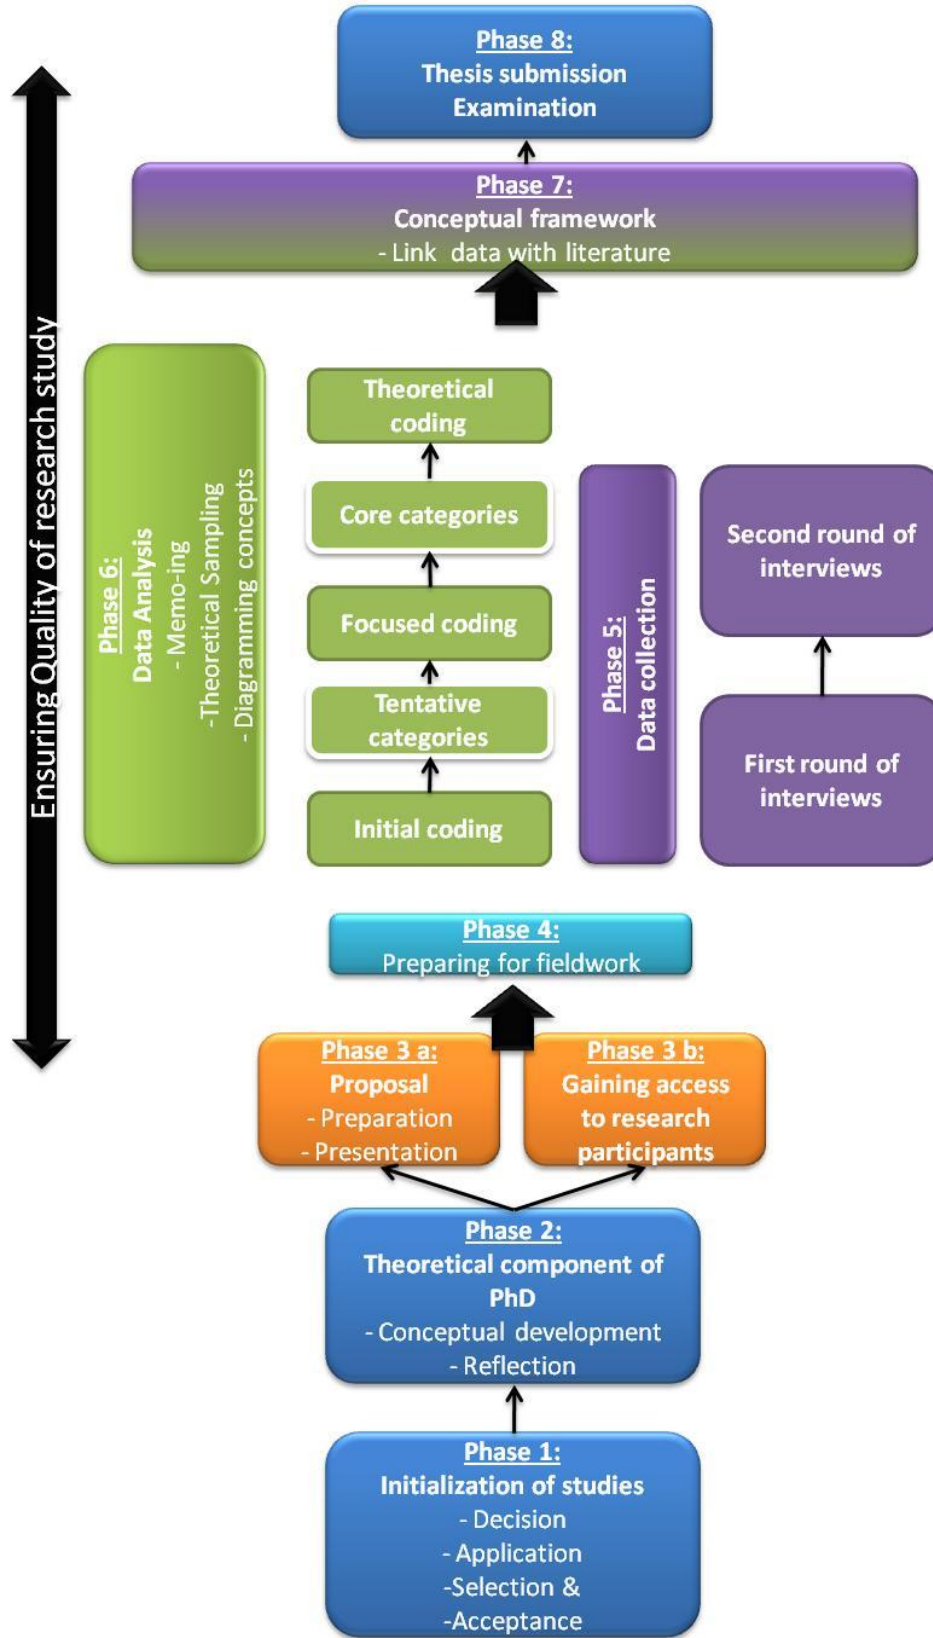 Phase 8:
Thesis submission
Examination
Phase 7:
Conceptual framework
- Link data with literature
Ensuring Quality of research study
Phase 6:
Data Analysis
- Memo-ing
-Theoretical Sampling
- Diagramming concepts
Theoretical
coding
Core categories
Focused coding
Tentative
categories
Initial coding
Phase 5:
Data collection
Second round of
interviews
First round of
interviews
Phase 4:
Preparing for fieldwork
Phase 3 a:
Proposal
- Preparation
- Presentation
Phase 3 b:
Gaining access
to research
participants
Phase 2:
Theoretical component of
PhD
- Conceptual development
- Reflection
Phase 1:
Initialization of studies
- Decision
-Application
-Selection &
-Acceptance